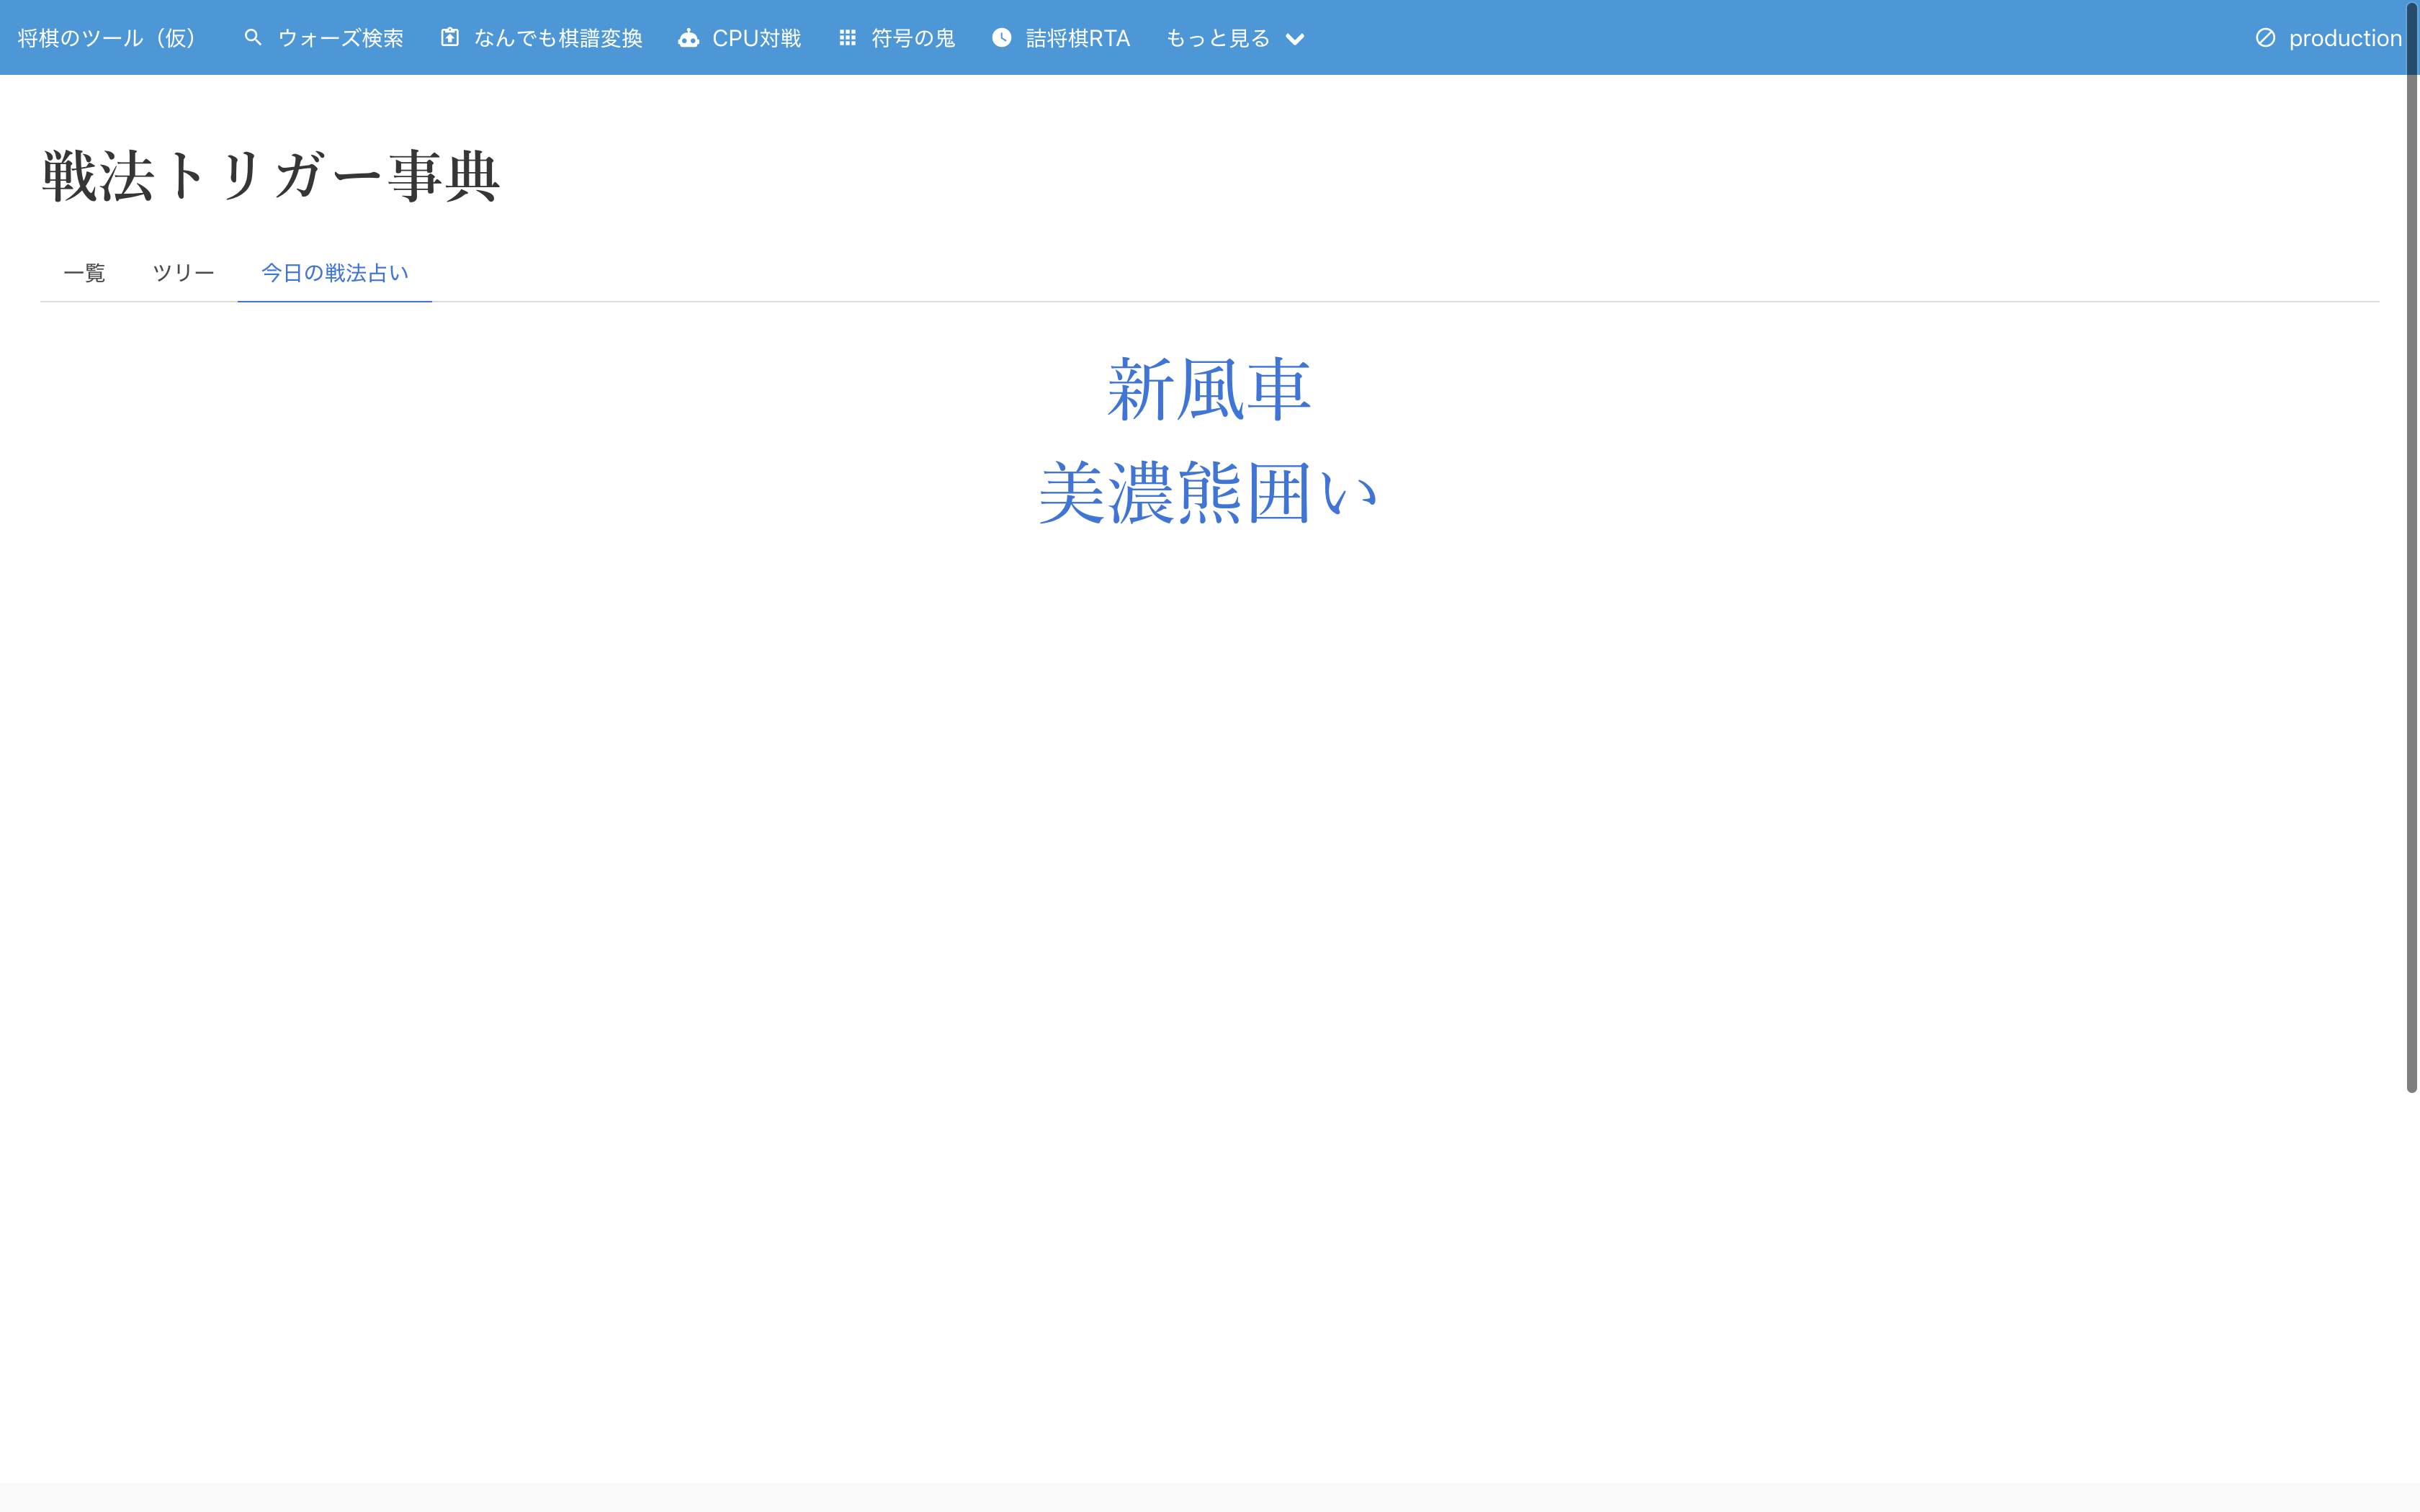 将棋のツール（仮） ウォーズ検索 なんでも棋譜変換 CPU対戦 符号の鬼 詰将棋RTA もっと見る production
戦法トリガー事典
一覧 ツリー 今日の戦法占い
新風車
美濃熊囲い